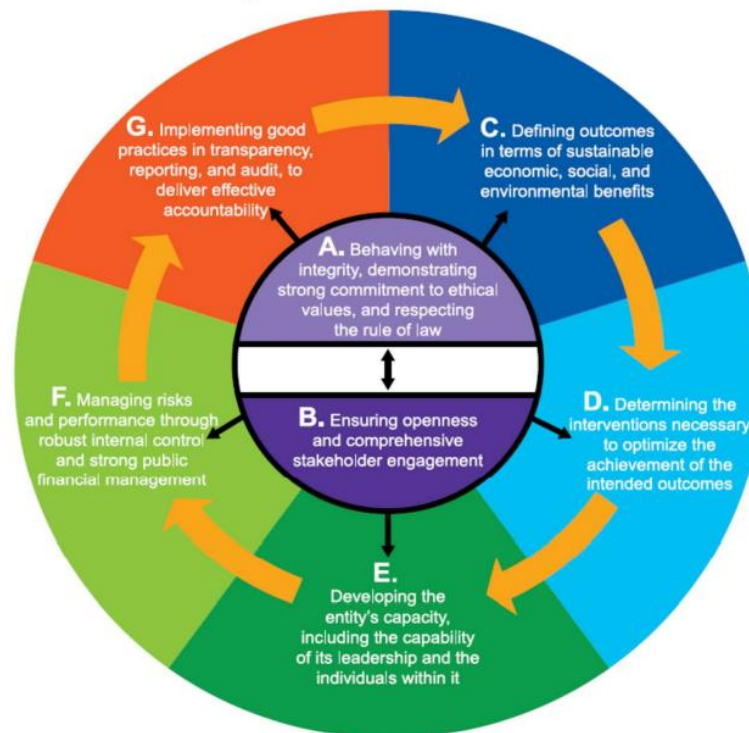 G. Implementing good
practices in transparency,
reporting, and audit, to
deliver effective
accountability
C. Defining outcomes
in terms of sustainable
economic, social, and
environmental benefits
A. Behaving with
integrity, demonstrating
strong commitment to ethical
values, and respecting
the rule of law
B. Ensuring openness
and comprehensive
stakeholder engagement
D. Determining the
interventions necessary
to optimize the
achievement of the
intended outcomes
E.
Developing the
entity's capacity,
including the capability
of its leadership and the
individuals within it
F. Managing risks
and performance through
robust internal control
and strong public
financial management